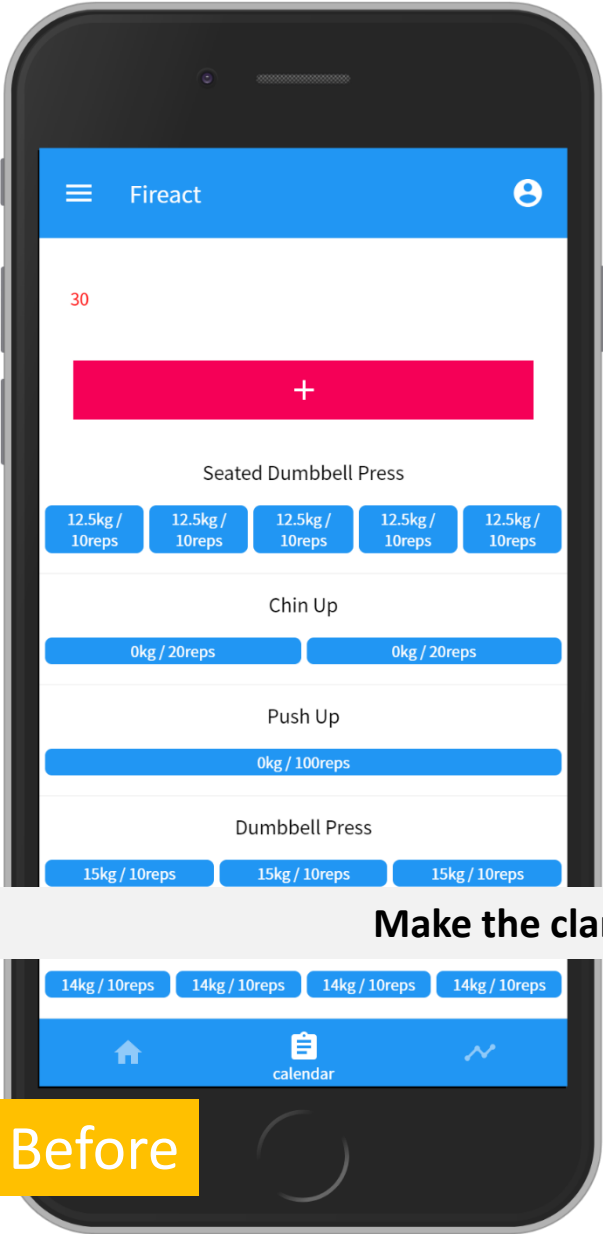 Fireact
30
+
Seated Dumbbell Press
12.5kg / 10reps 12.5kg / 10reps 12.5kg / 10reps 12.5kg / 10reps 12.5kg / 10reps
Chin Up
0kg / 20reps 0kg / 20reps
Push Up
0kg / 100reps
Dumbbell Press
15kg / 10reps 15kg / 10reps 15kg / 10reps
Make the cla
14kg / 10reps 14kg / 10reps 14kg / 10reps 14kg / 10reps
calendar
Before